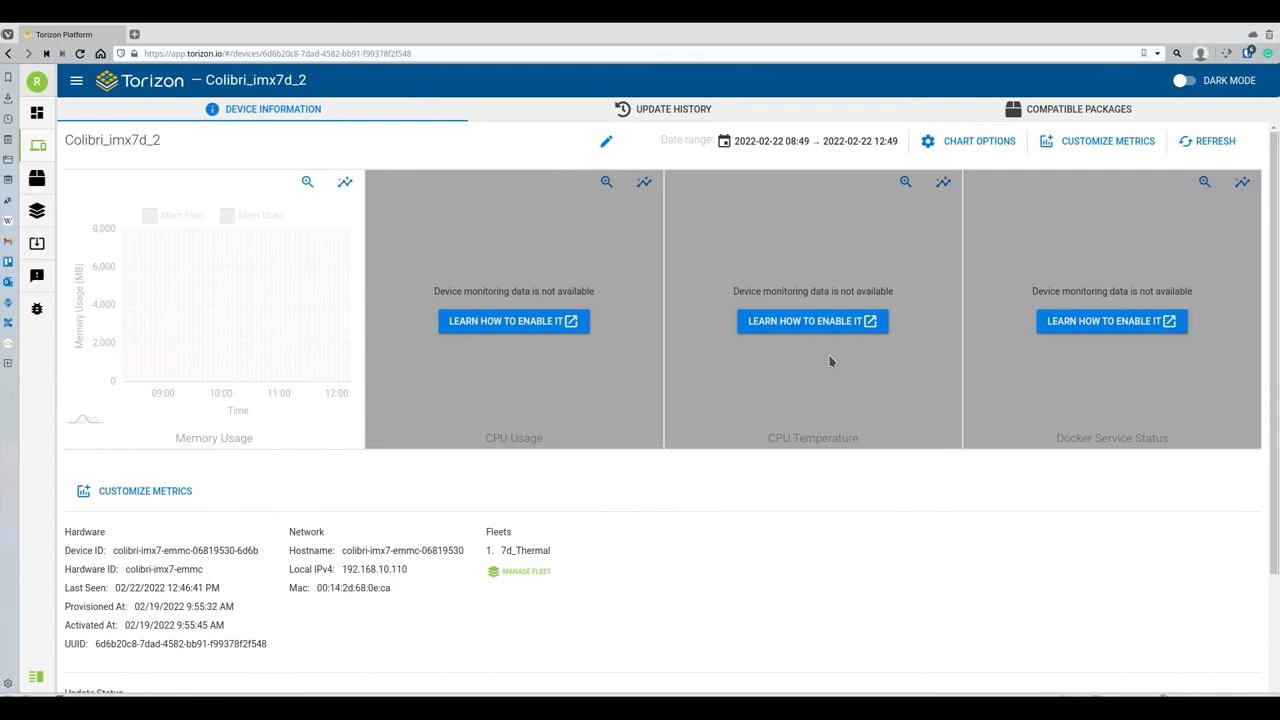 Torizon Platform
https://app.torizon.io/#/devices/6d6b20c8-7dad-4582-bb91-f99378f2f548
R
Torizon — Colibri_imx7d_2
DARK MODE
DEVICE INFORMATION
UPDATE HISTORY
COMPATIBLE PACKAGES
Colibri_imx7d_2
Date range: 2022-02-22 08:49 → 2022-02-22 12:49
CHART OPTIONS
CUSTOMIZE METRICS
REFRESH
Mem Free Mem Used
8,000
6,000
4,000
2,000
0
Memory Usage (MB)
09:00 10:00 11:00 12:00
Time
Memory Usage
Device monitoring data is not available
LEARN HOW TO ENABLE IT
CPU Usage
Device monitoring data is not available
LEARN HOW TO ENABLE IT
CPU Temperature
Device monitoring data is not available
LEARN HOW TO ENABLE IT
Docker Service Status
CUSTOMIZE METRICS
Hardware
Device ID: colibri-imx7-emmc-06819530-6d6b
Hardware ID: colibri-imx7-emmc
Last Seen: 02/22/2022 12:46:41 PM
Provisioned At: 02/19/2022 9:55:32 AM
Activated At: 02/19/2022 9:55:45 AM
UUID: 6d6b20c8-7dad-4582-bb91-f99378f2f548
Network
Hostname: colibri-imx7-emmc-06819530
Local IPv4: 192.168.10.110
Mac: 00:14:2d:68:0e:ca
Fleets
1. 7d_Thermal
MANAGE FLEET
Update Status